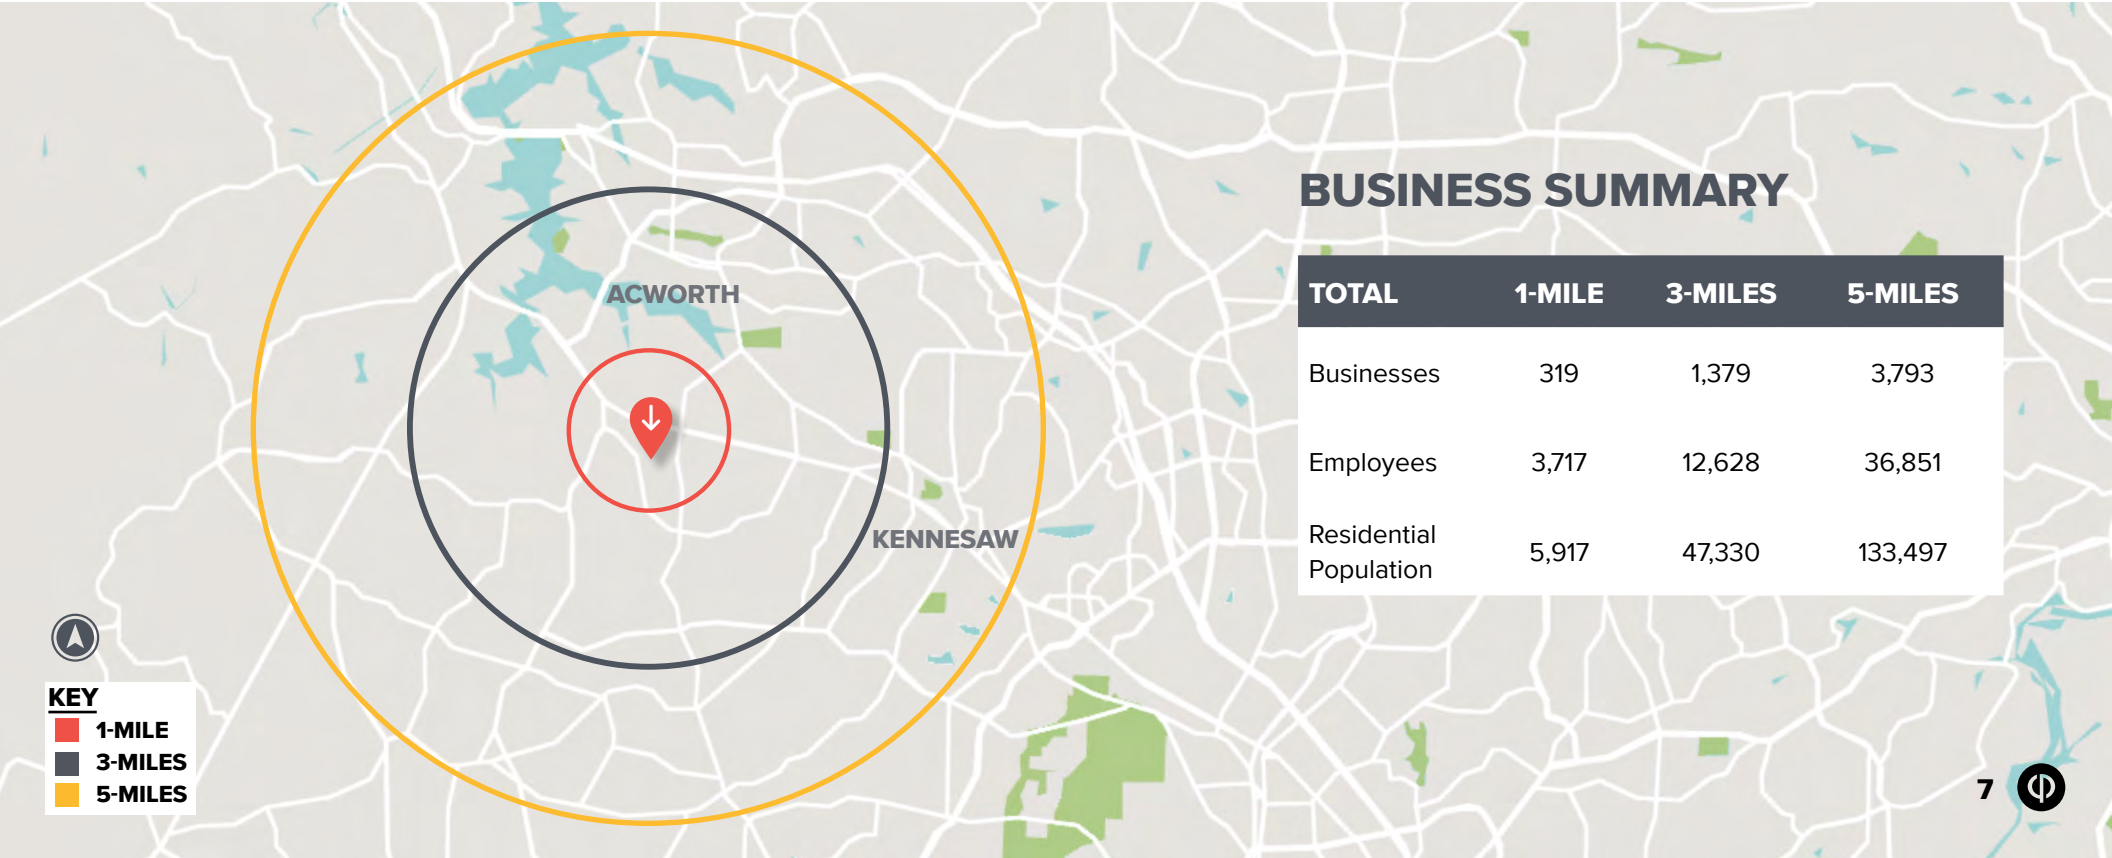 BUSINESS SUMMARY
TOTAL 1-MILE 3-MILES 5-MILES
Businesses 319 1,379 3,793
Employees 3,717 12,628 36,851
Residential
Population 5,917 47,330 133,497
ACWORTH
KENNESAW
KEY
1-MILE
3-MILES
5-MILES
7